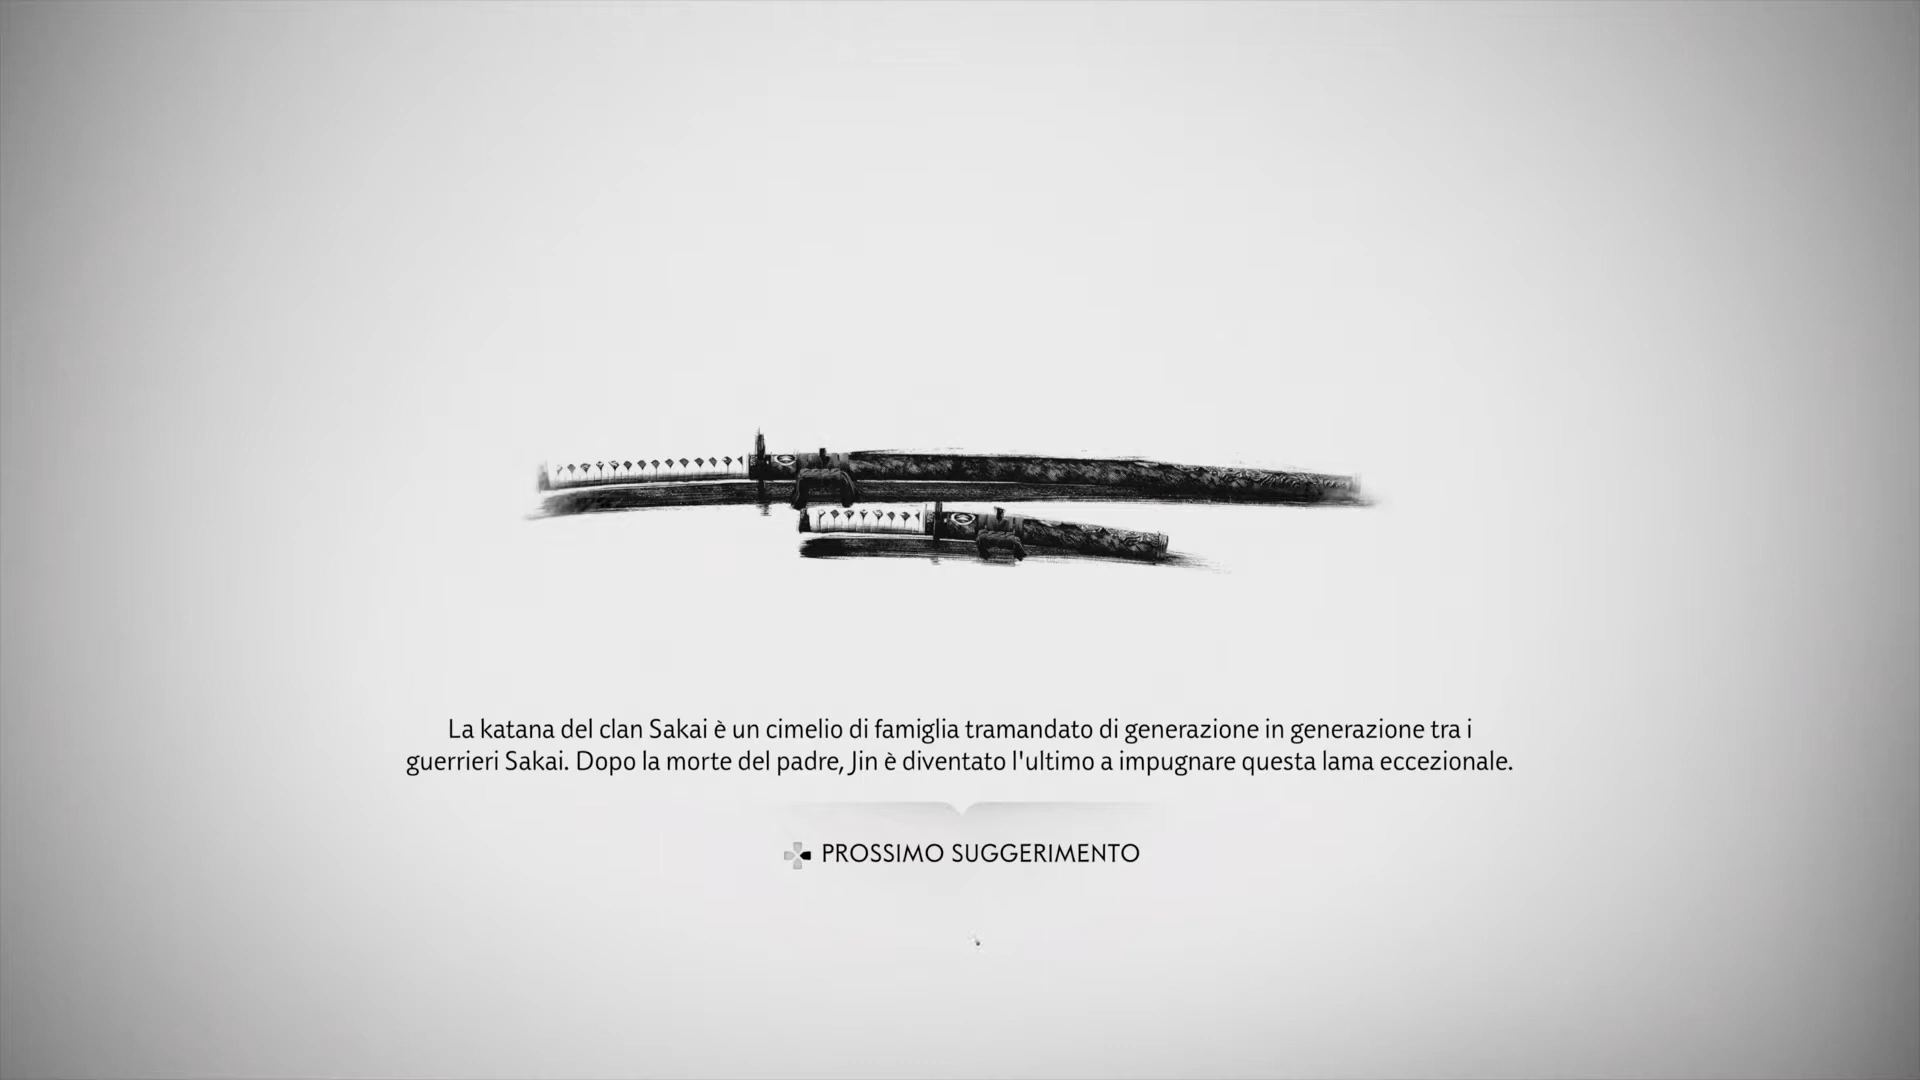 La katana del clan Sakai è un cimelio di famiglia tramandato di generazione in generazione tra i
guerrieri Sakai. Dopo la morte del padre, Jin è diventato l'ultimo a impugnare questa lama eccezionale.
PROSSIMO SUGGERIMENTO